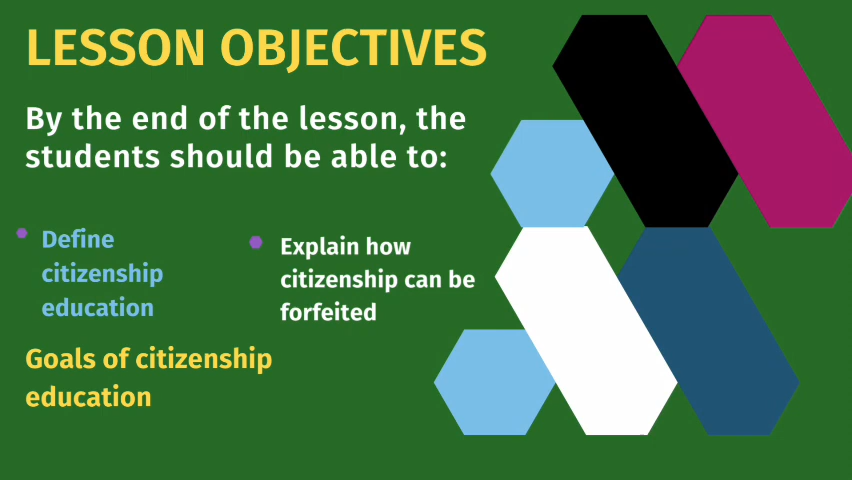 LESSON OBJECTIVES
By the end of the lesson, the
students should be able to:
Define
citizenship
education
Explain how
citizenship can be
forfeited
Goals of citizenship
education